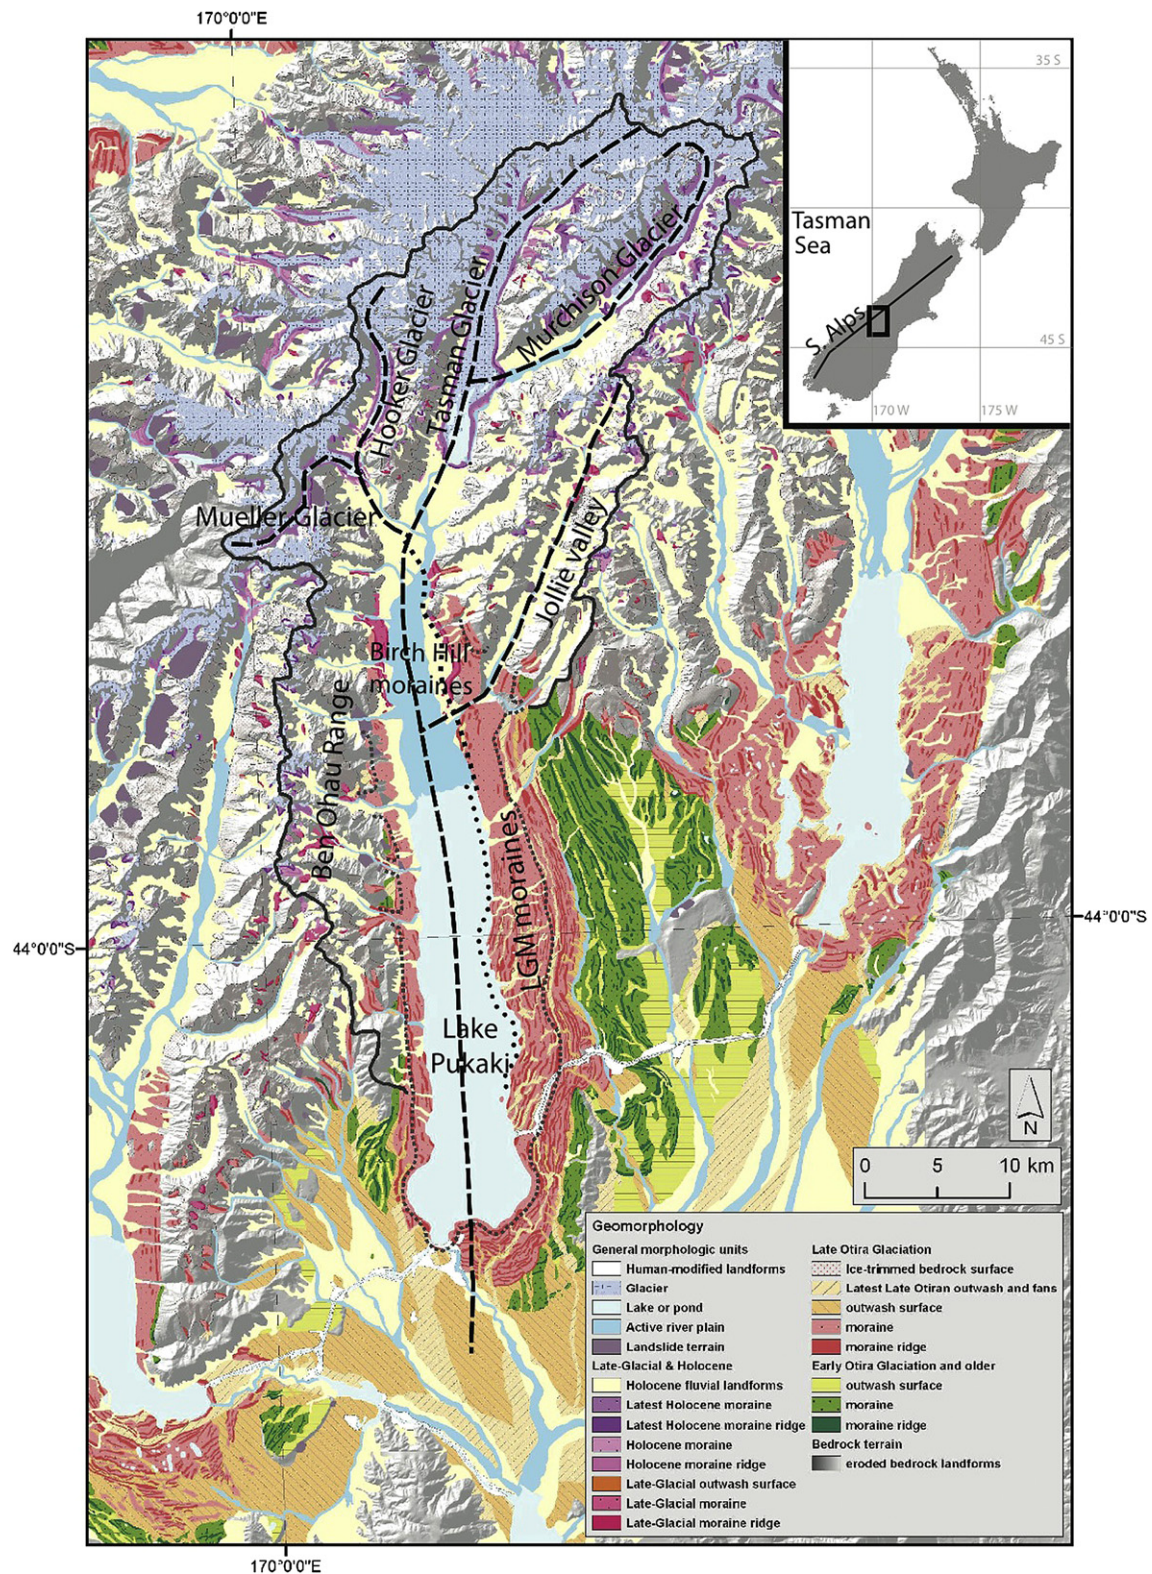 170°0'0"E
35 S
Tasman
Sea
S. Alps
45 S
170 W
175 W
Murchison Glacier
Tasman Glacier
Hooker Glacier
Mueller Glacier
Jollie valley
Birch Hill
moraines
Ben Ohau Range
LGM moraines
44°0'0"S
44°0'0"S
Lake
Pukaki
N
0 5 10 km
Geomorphology
General morphologic units
Human-modified landforms
Glacier
Lake or pond
Active river plain
Landslide terrain
Late-Glacial & Holocene
Holocene fluvial landforms
Latest Holocene moraine
Latest Holocene moraine ridge
Holocene moraine
Holocene moraine ridge
Late-Glacial outwash surface
Late-Glacial moraine
Late-Glacial moraine ridge
Late Otira Glaciation
Ice-trimmed bedrock surface
Latest Late Otiran outwash and fans
outwash surface
moraine
moraine ridge
Early Otira Glaciation and older
outwash surface
moraine
moraine ridge
Bedrock terrain
eroded bedrock landforms
170°0'0"E